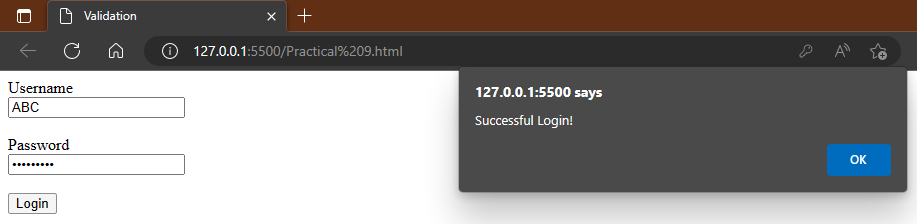 Validation
127.0.0.1:5500/Practical%209.html
Username
ABC
Password
•••••••••
Login
127.0.0.1:5500 says
Successful Login!
OK